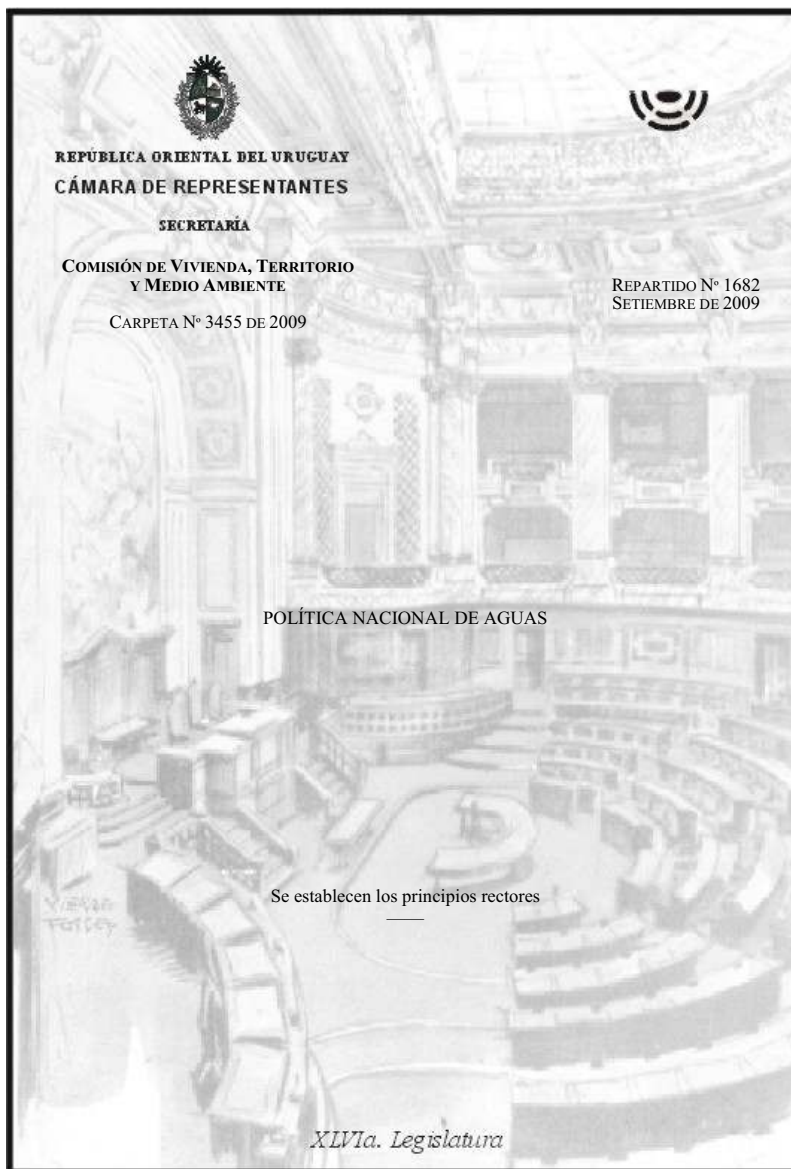 REPÚBLICA ORIENTAL DEL URUGUAY
CÁMARA DE REPRESENTANTES
SECRETARÍA
COMISIÓN DE VIVIENDA, TERRITORIO
Y MEDIO AMBIENTE
CARPETA Nº 3455 DE 2009
REPARTIDO Nº 1682
SETIEMBRE DE 2009
POLÍTICA NACIONAL DE AGUAS
Se establecen los principios rectores
XLVIa. Legislatura